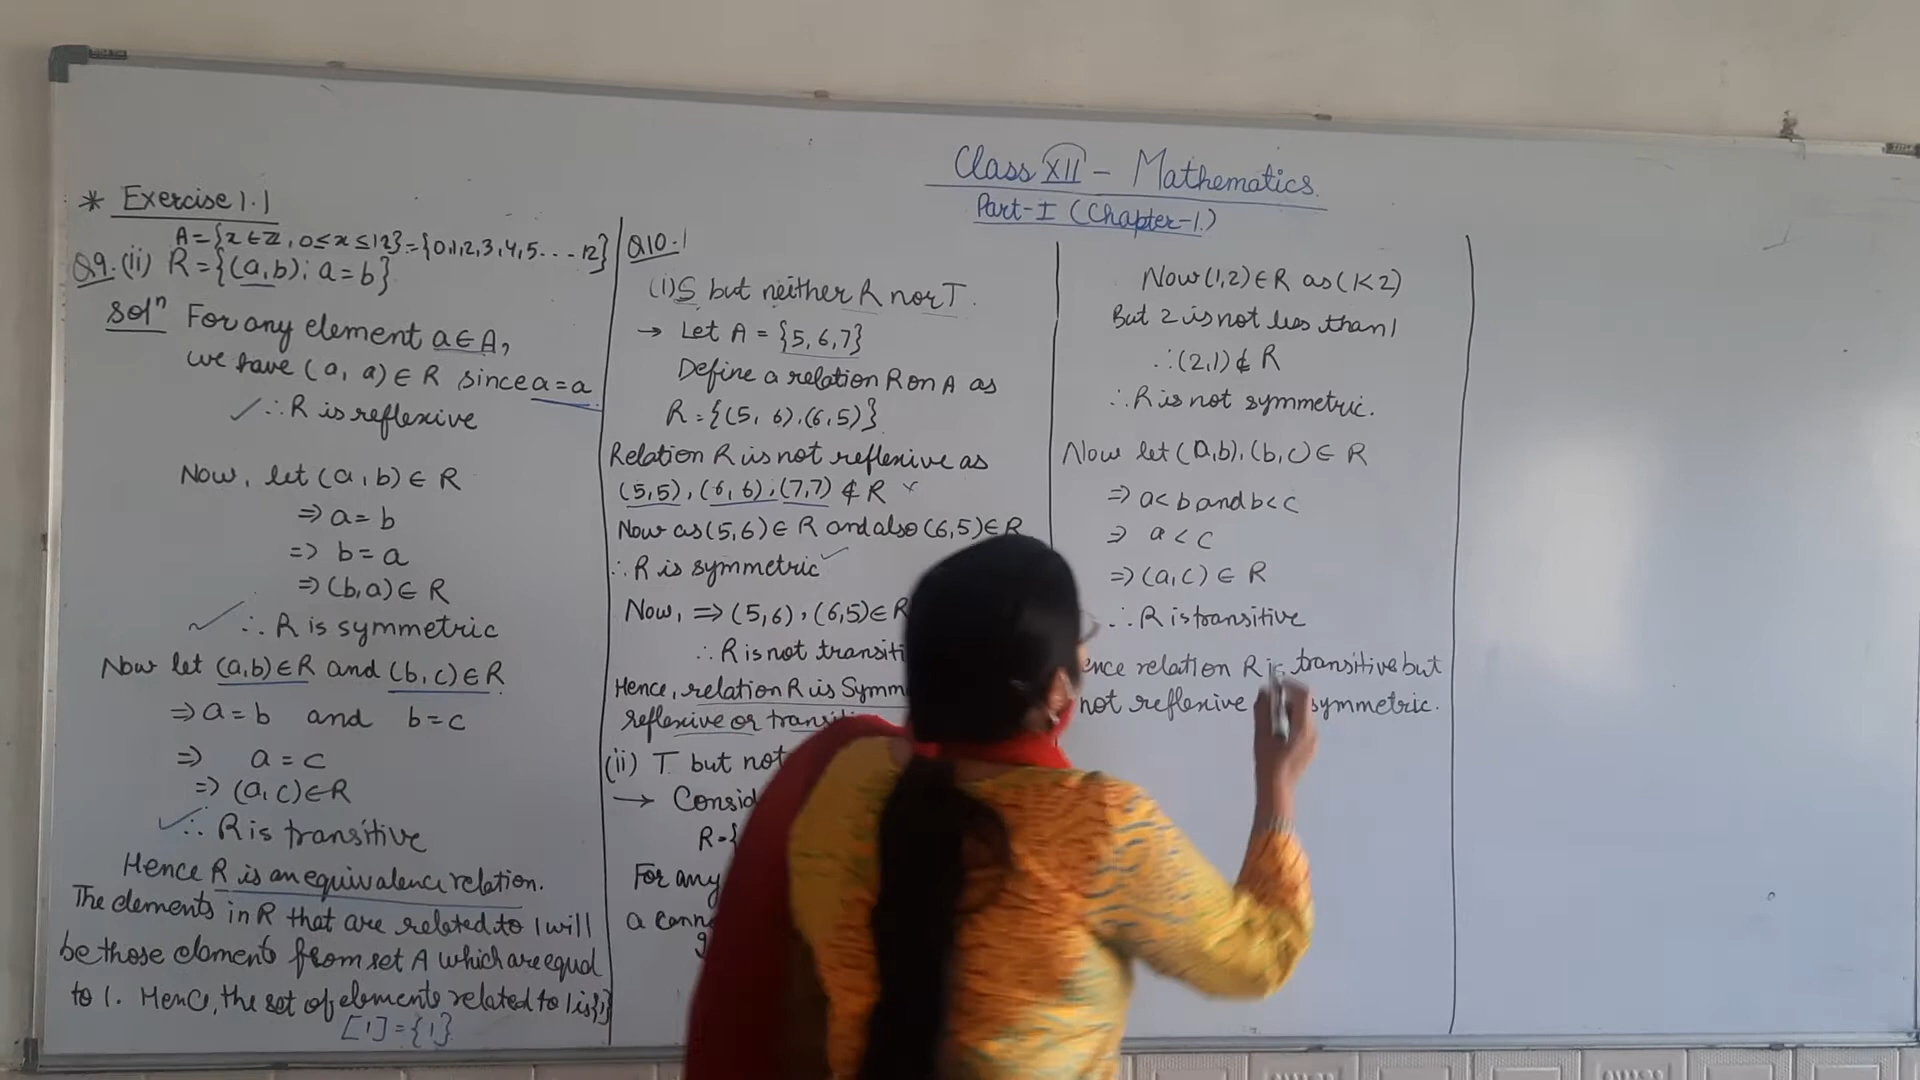 Class XII - Mathematics.
Part-I (Chapter-1.)
* Exercise 1.1
A={x∈Z, 0≤x≤12}={0,1,2,3,4,5...12}
Q9.(ii) R={(a,b); a=b}
Solⁿ For any element a∈A,
we have (a, a)∈R since a=a
∴ R is reflexive
Now, let (a,b)∈R
⇒ a=b
⇒ b=a
⇒ (b,a)∈R
∴ R is symmetric
Now let (a,b)∈R and (b,c)∈R
⇒ a=b and b=c
⇒ a=c
⇒ (a,c)∈R
∴ R is transitive
Hence R is an equivalence relation.
The elements in R that are related to 1 will
be those elements from set A which are equal
to 1. Hence, the set of elements related to 1 is {1}
[1]={1}
Q10.
(i) S but neither R nor T.
→ Let A = {5,6,7}
Define a relation R on A as
R={(5, 6),(6,5)}
Relation R is not reflexive as
(5,5),(6,6),(7,7)∉R
Now as (5,6)∈R and also (6,5)∈R
∴ R is symmetric
Now, ⇒ (5,6),(6,5)∈R
∴ R is not
Hence, relation R is
reflexive or
(ii) T but not
→
R={
For any
a
Now (1,2)∈R as (1<2)
But 2 is not less than 1
∴ (2,1)∉R
∴ R is not symmetric.
Now let (a,b),(b,c)∈R
⇒ a<b and b<c
⇒ a<c
⇒ (a,c)∈R
∴ R is transitive
relation R is transitive but
not reflexive symmetric.